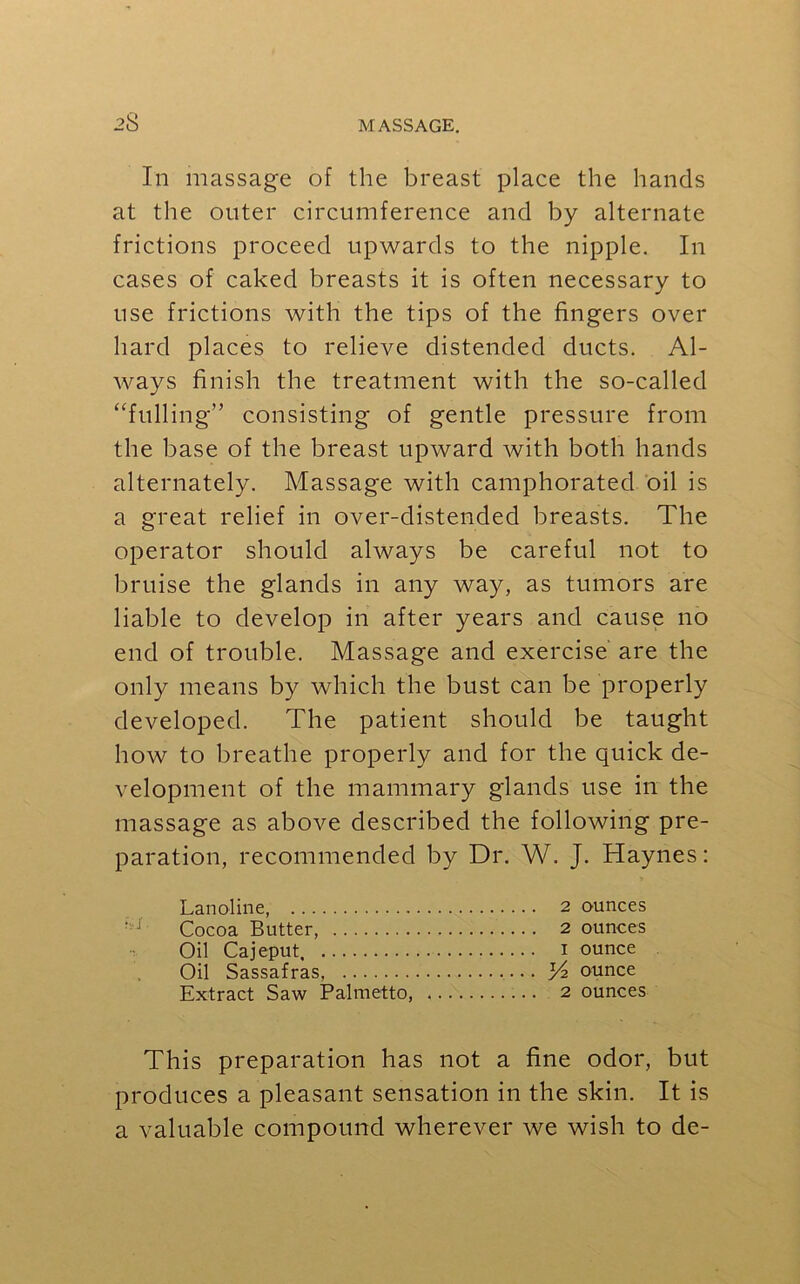 28 MASSAGE.
In massage of the breast place the hands
at the outer circumference and by alternate
frictions proceed upwards to the nipple. In
cases of caked breasts it is often necessary to
use frictions with the tips of the fingers over
hard places to relieve distended ducts. Al-
ways finish the treatment with the so-called
“fulling” consisting of gentle pressure from
the base of the breast upward with both hands
alternately. Massage with camphorated oil is
a great relief in over-distended breasts. The
operator should always be careful not to
bruise the glands in any way, as tumors are
liable to develop in after years and cause no
end of trouble. Massage and exercise are the
only means by which the bust can be properly
developed. The patient should be taught
how to breathe properly and for the quick de-
velopment of the mammary glands use in the
massage as above described the following pre-
paration, recommended by Dr. W. J. Haynes:
Lanoline, ........................ 2 ounces
Cocoa Butter, .................... 2 ounces
Oil Cajeput, ..................... 1 ounce
Oil Sassafras, ................... ½ ounce
Extract Saw Palmetto, ........... 2 ounces
This preparation has not a fine odor, but
produces a pleasant sensation in the skin. It is
a valuable compound wherever we wish to de-